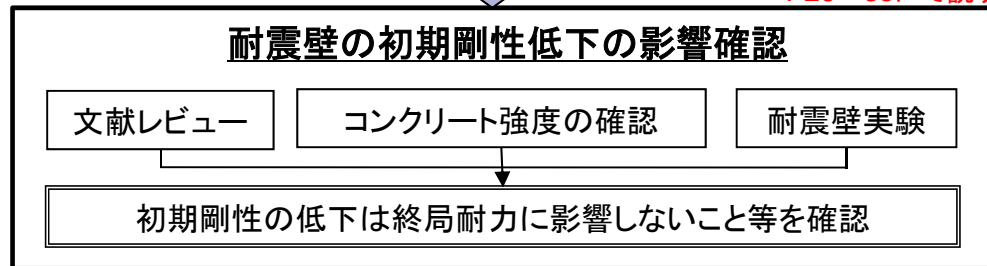 耐震壁の初期剛性低下の影響確認
文献レビュー
コンクリート強度の確認
耐震壁実験
初期剛性の低下は終局耐力に影響しないこと等を確認